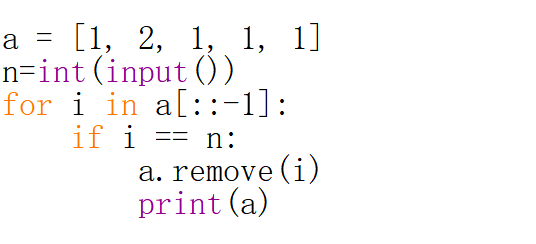 a = [1, 2, 1, 1, 1]
n=int(input())
for i in a[::-1]:
    if i == n:
        a.remove(i)
        print(a)